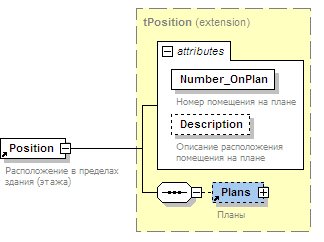 tPosition (extension)
attributes
Number_OnPlan
Номер помещения на плане
Description
Описание расположения
помещения на плане
Position
Расположение в пределах
здания (этажа)
Plans
Планы